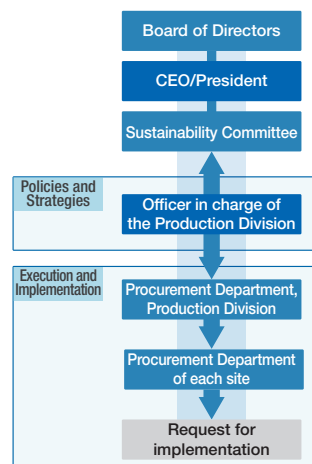 Board of Directors
CEO/President
Sustainability Committee
Policies and
Strategies
Officer in charge of
the Production Division
Execution and
Implementation
Procurement Department,
Production Division
Procurement Department
of each site
Request for
implementation